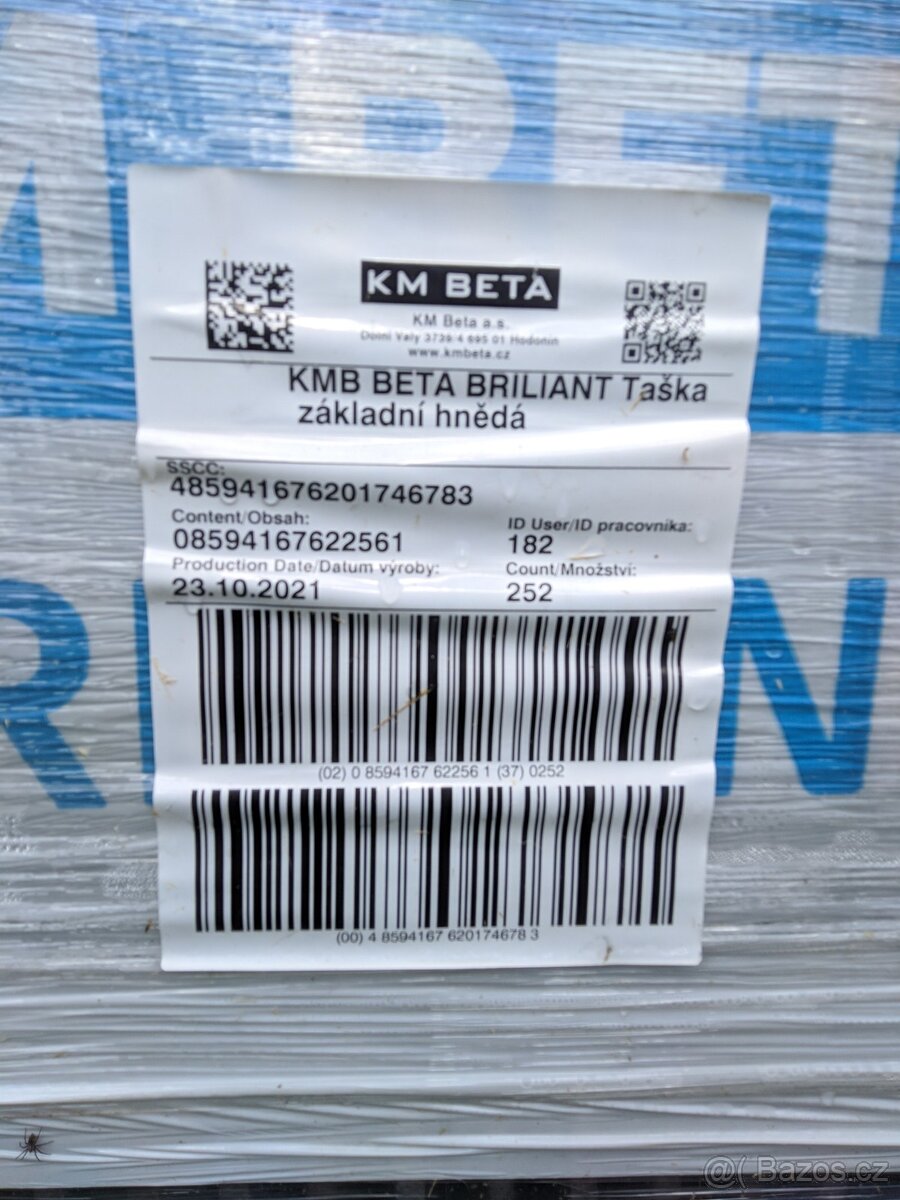 M BET
KM BETA
KM Beta a.s.
Dolní Valy 3739/4 695 01 Hodonín
www.kmbeta.cz
KMB BETA BRILIANT Taška
základní hnědá
SSCC:
485941676201746783
Content/Obsah:
08594167622561
ID User/ID pracovníka:
182
Production Date/Datum výroby:
23.10.2021
Count/Množství:
252
(02) 0 8594167 62256 1 (37) 0252
(00) 4 8594167 620174678 3
@( Bazos.cz